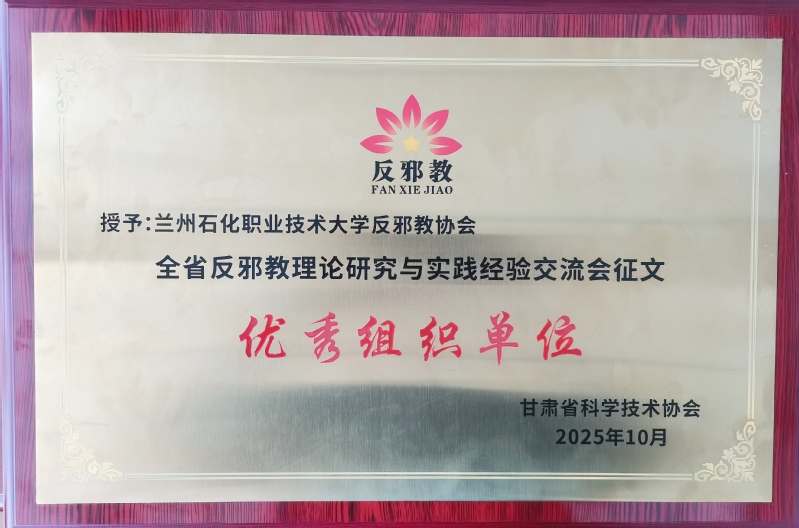 反邪教
FAN XIE JIAO
授予:兰州石化职业技术大学反邪教协会
全省反邪教理论研究与实践经验交流会征文
优秀组织单位
甘肃省科学技术协会
2025年10月